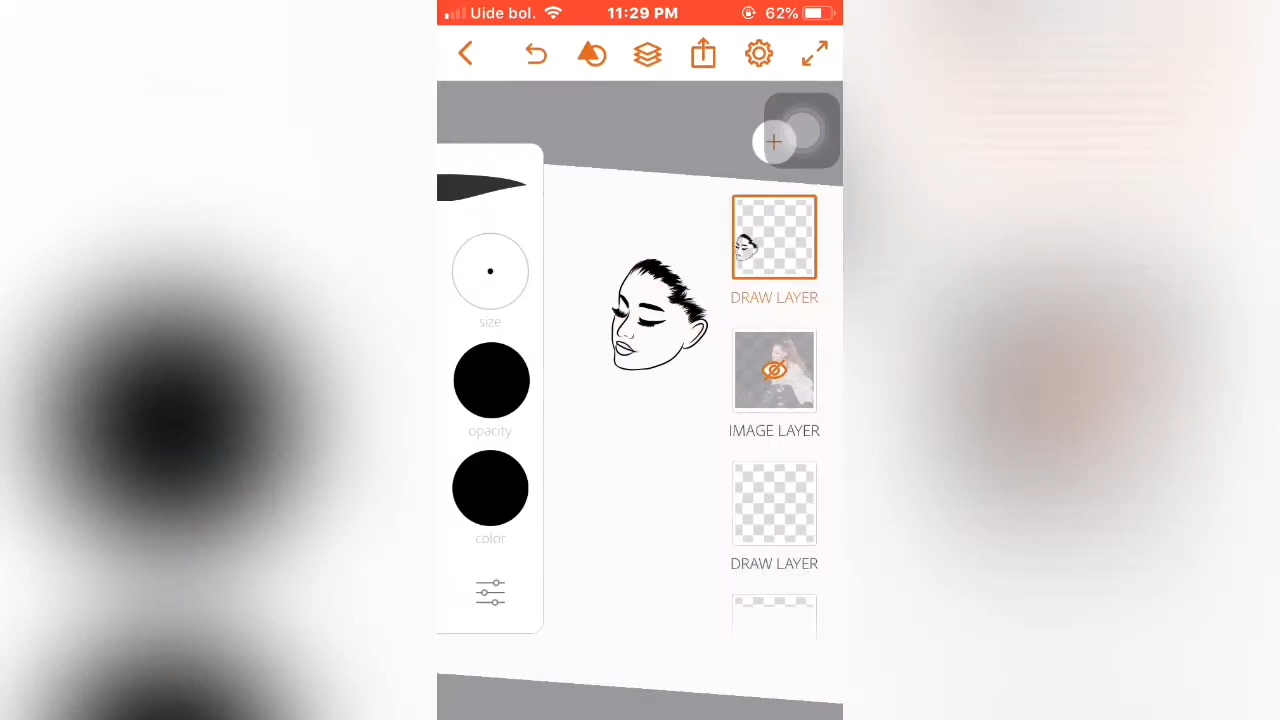 Uide bol. 11:29 PM 62%
DRAW LAYER
size
IMAGE LAYER
opacity
color
DRAW LAYER